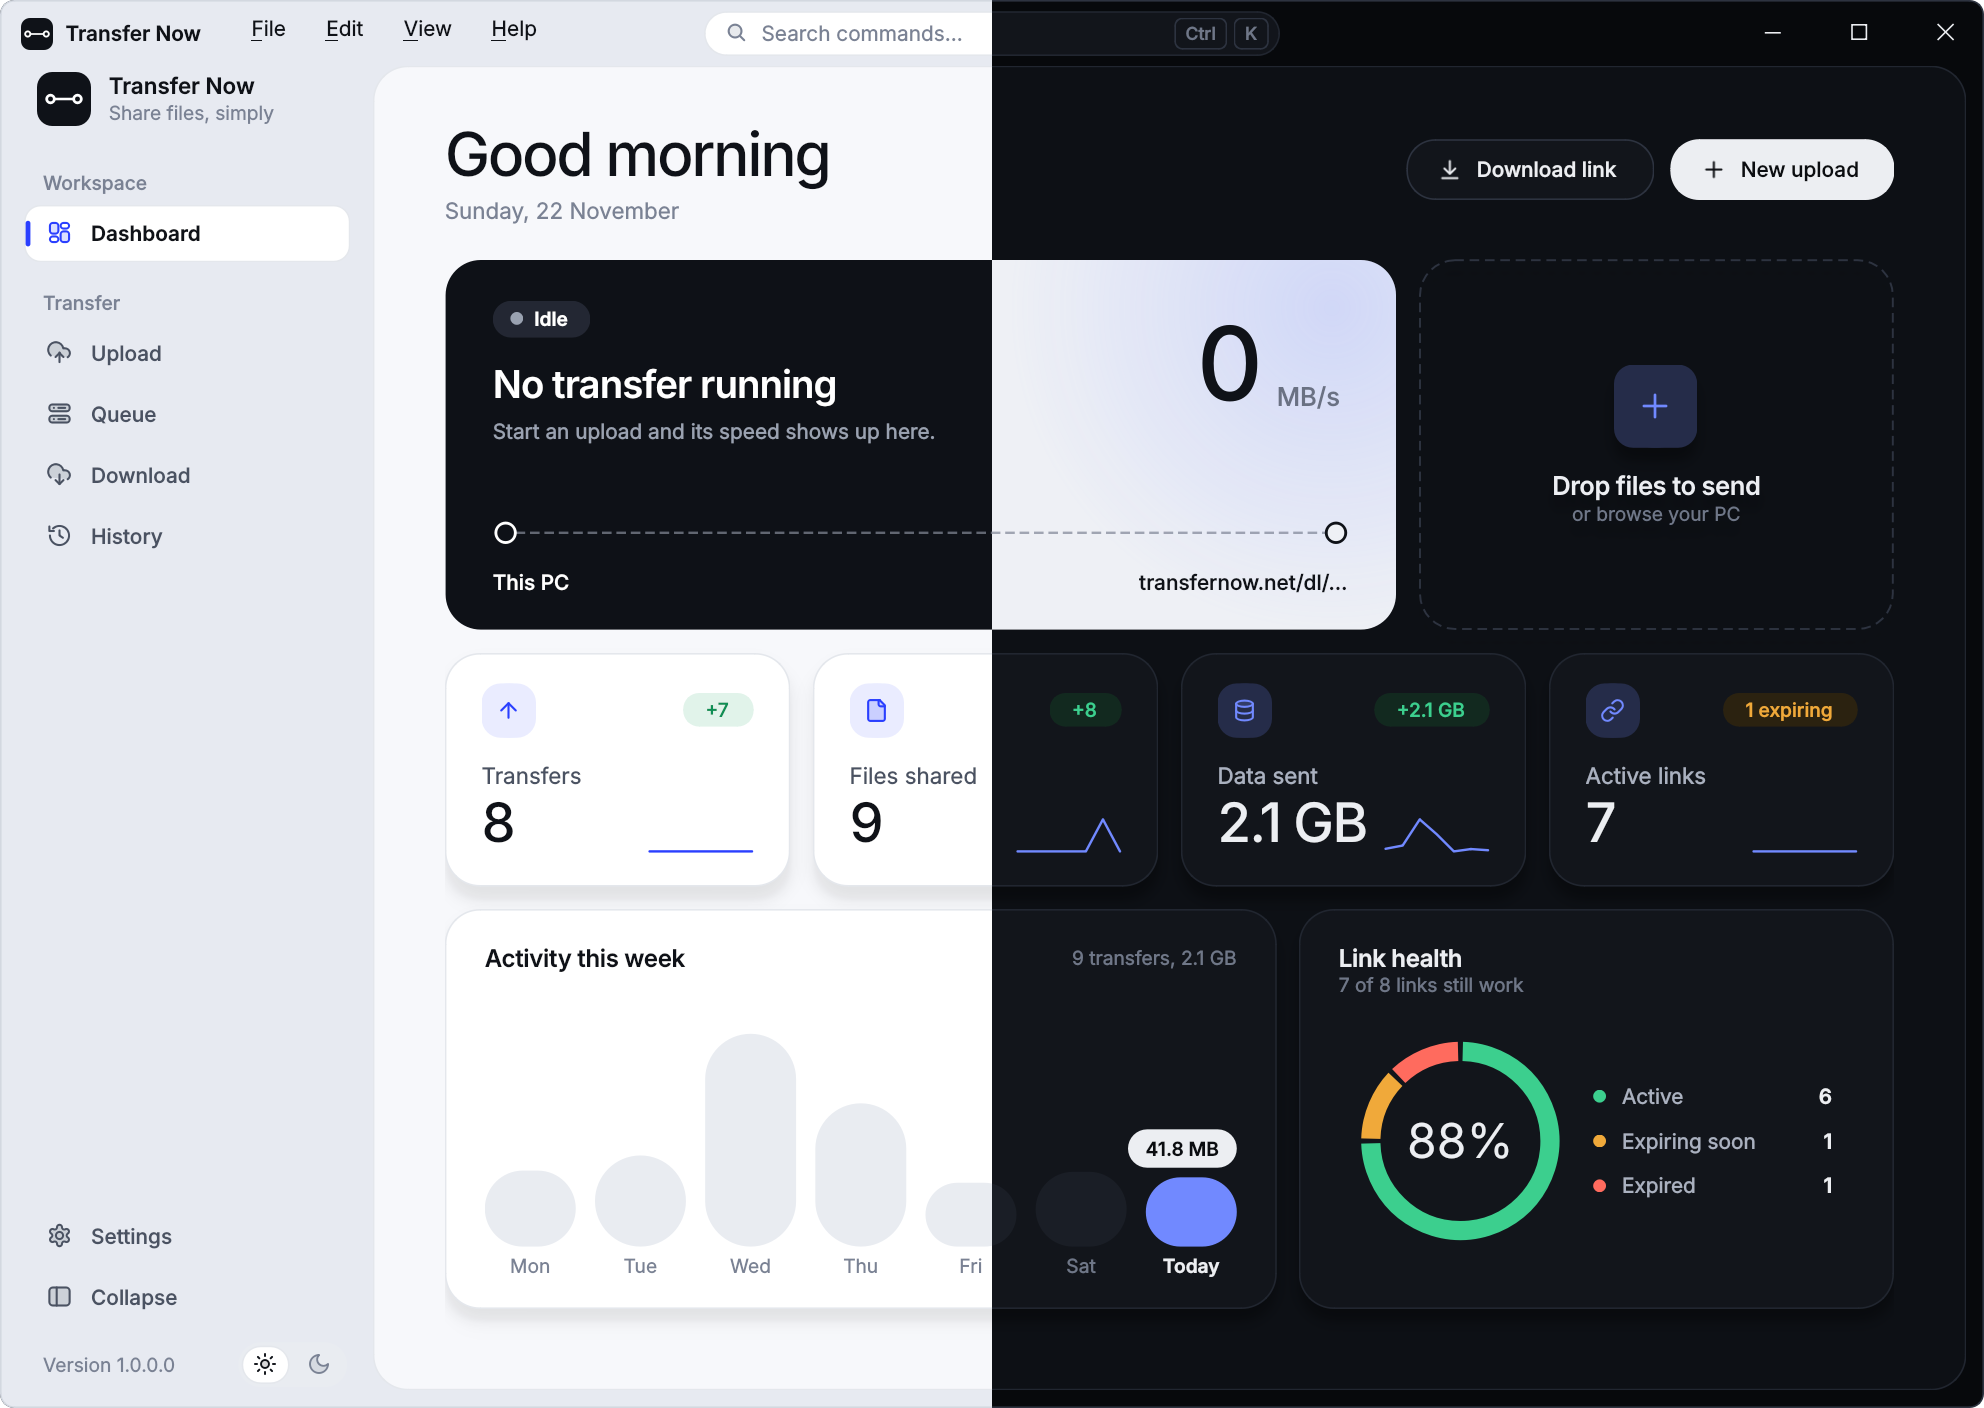 Transfer Now
File Edit View Help
Search commands...
Ctrl K
Transfer Now
Share files, simply
Workspace
Dashboard
Transfer
Upload
Queue
Download
History
Settings
Collapse
Version 1.0.0.0
Good morning
Sunday, 22 November
Download link
New upload
Idle
No transfer running
Start an upload and its speed shows up here.
0 MB/s
This PC
transfernow.net/dl/...
Drop files to send
or browse your PC
+7
Transfers
8
+8
Files shared
9
+2.1 GB
Data sent
2.1 GB
1 expiring
Active links
7
Activity this week
9 transfers, 2.1 GB
41.8 MB
Mon Tue Wed Thu Fri Sat Today
Link health
7 of 8 links still work
88%
Active 6
Expiring soon 1
Expired 1